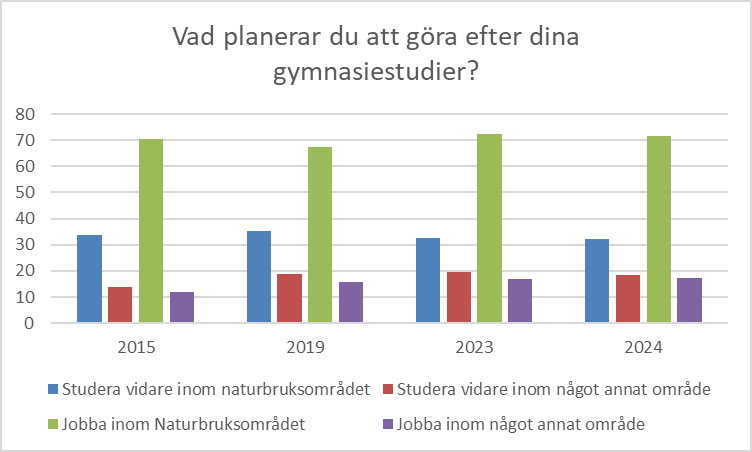 Vad planerar du att göra efter dina
gymnasiestudier?
80
70
60
50
40
30
20
10
0
2015 2019 2023 2024
Studera vidare inom naturbruksområdet Studera vidare inom något annat område
Jobba inom Naturbruksområdet Jobba inom något annat område